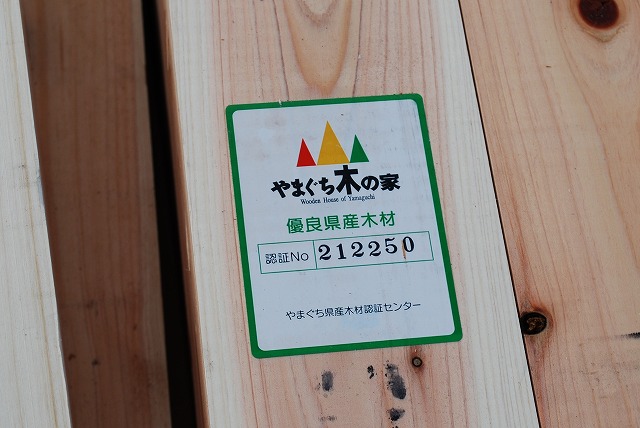 やまぐち木の家
Wooden House of Yamaguchi
優良県産木材
認証No 212250
やまぐち県産木材認証センター